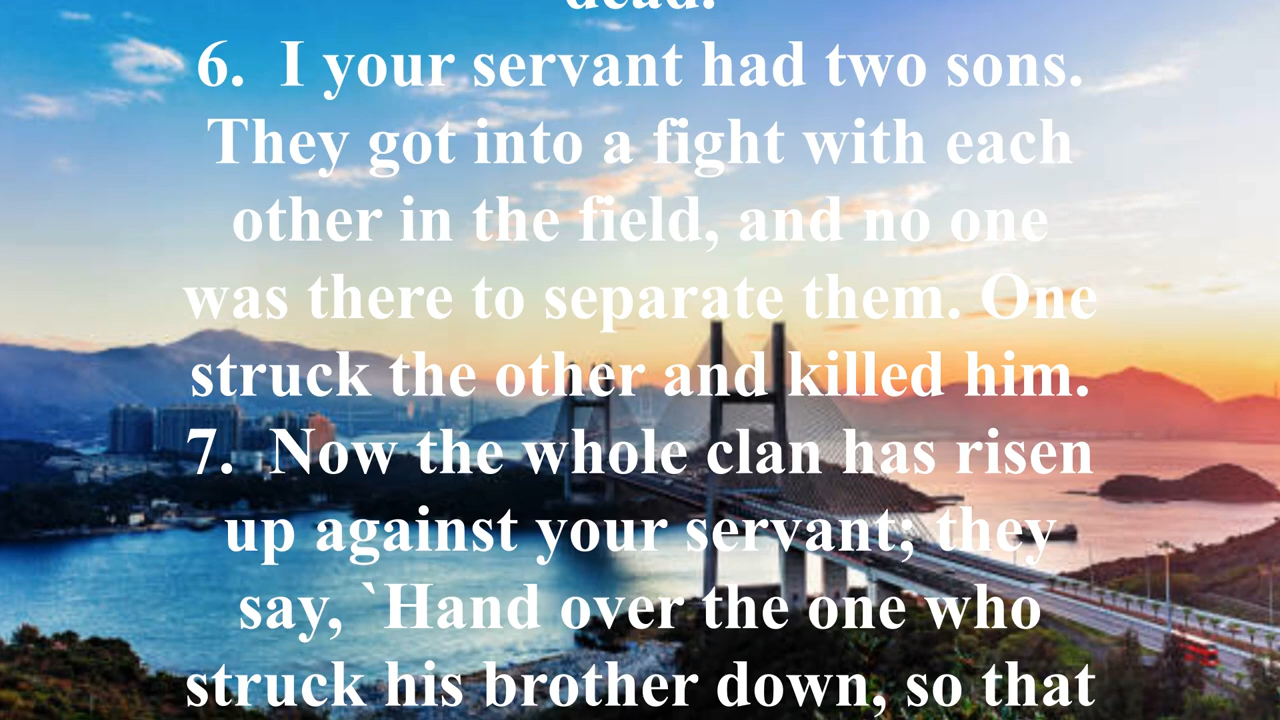 dead.
6. I your servant had two sons.
They got into a fight with each
other in the field, and no one
was there to separate them. One
struck the other and killed him.
7. Now the whole clan has risen
up against your servant; they
say, `Hand over the one who
struck his brother down, so that